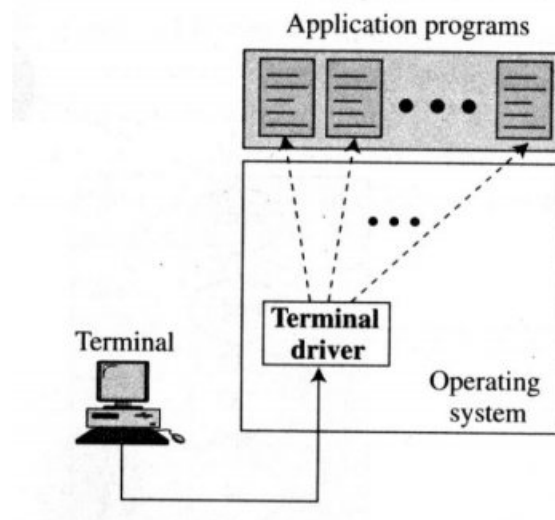 Application programs
Terminal
driver
Terminal
Operating
system